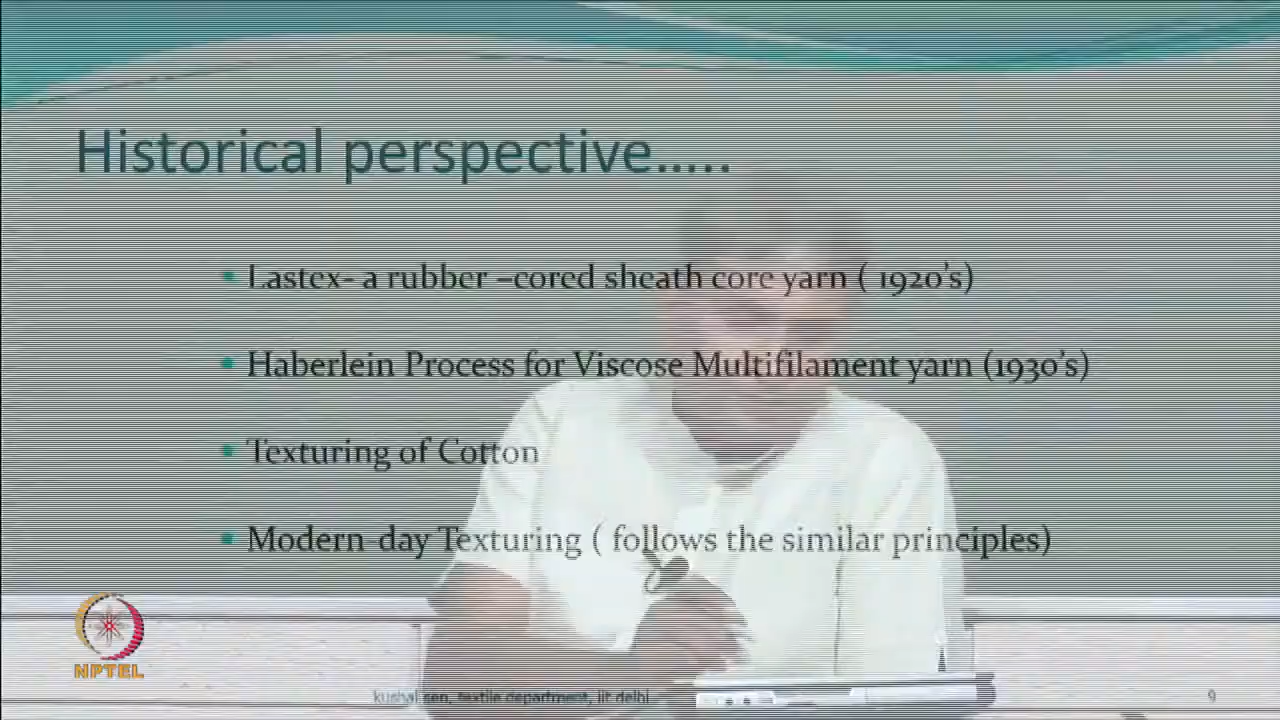 Historical perspective.....
Lastex- a rubber –cored sheath core yarn ( 1920's)
Haberlein Process for Viscose Multifilament yarn (1930's)
Texturing of Cotton
Modern-day Texturing ( follows the similar principles)
NPTEL
kushal sen, textile department, iit delhi
9